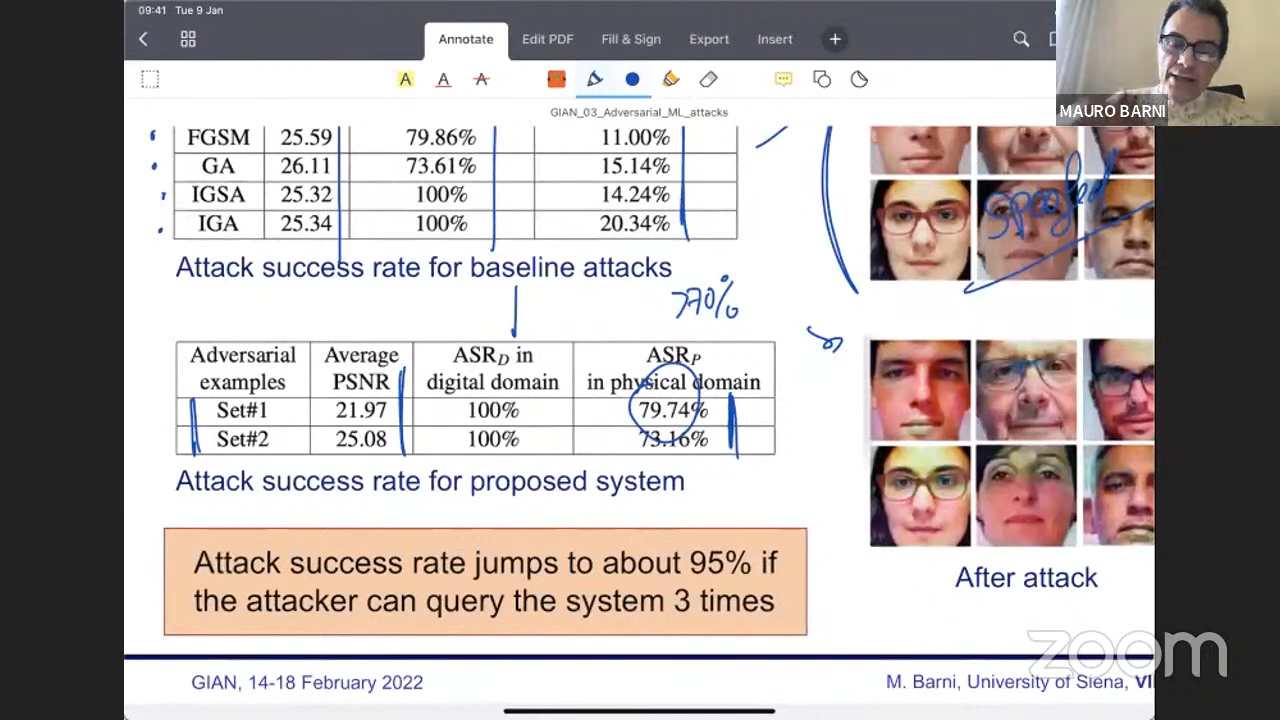 09:41 Tue 9 Jan
Annotate Edit PDF Fill & Sign Export Insert
A A A
GIAN_03_Adversarial_ML_attacks
MAURO BARNI
FGSM 25.59 79.86% 11.00%
GA 26.11 73.61% 15.14%
IGSA 25.32 100% 14.24%
IGA 25.34 100% 20.34%
spoofed
Attack success rate for baseline attacks
>70%
Adversarial examples Average PSNR ASRD in digital domain ASRP in physical domain
Set#1 21.97 100% 79.74%
Set#2 25.08 100% 73.16%
Attack success rate for proposed system
Attack success rate jumps to about 95% if
the attacker can query the system 3 times
After attack
zoom
GIAN, 14-18 February 2022
M. Barni, University of Siena, VI